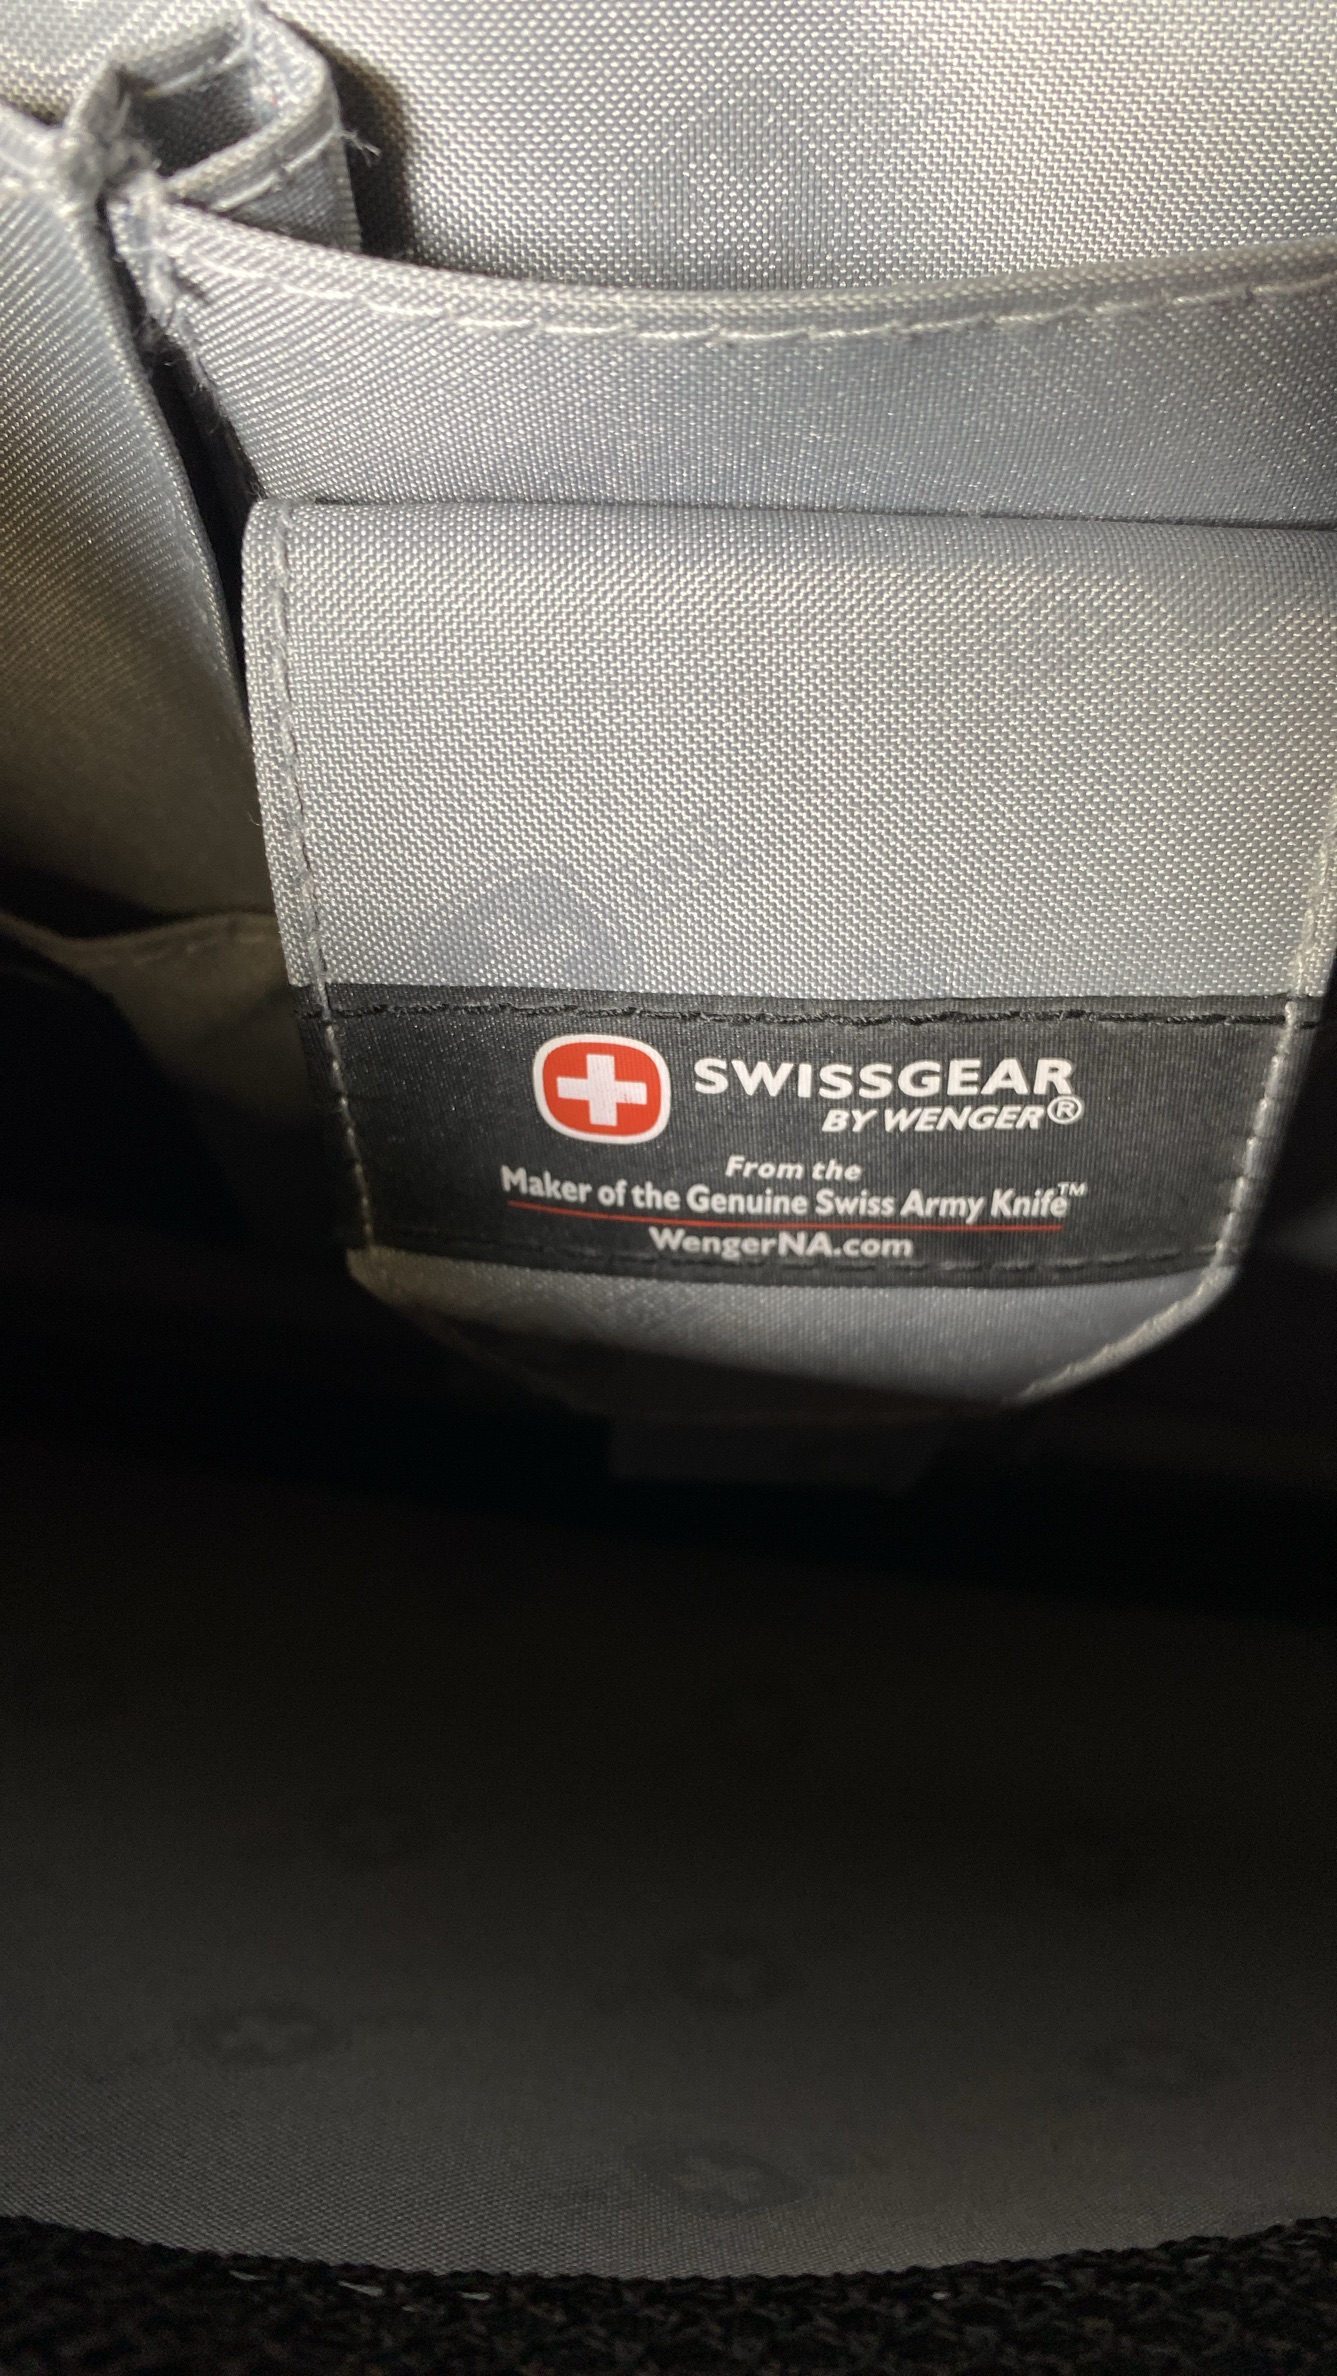 SWISSGEAR
BY WENGER®
From the
Maker of the Genuine Swiss Army Knife™
WengerNA.com